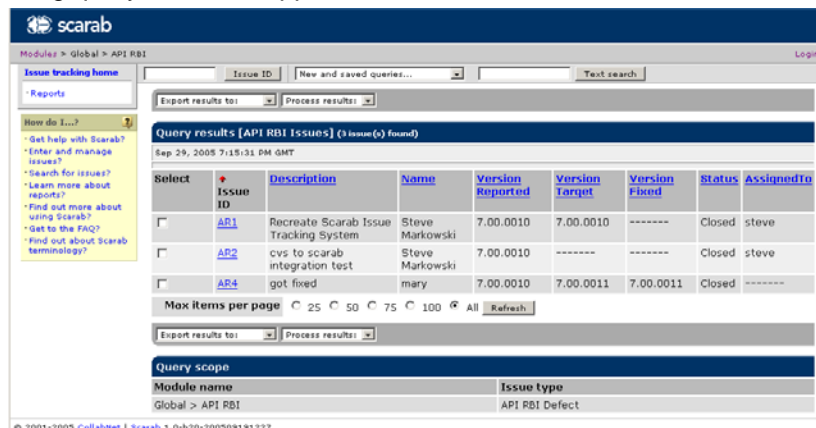 scarab
Modules > Global > API RBI
Login
Issue tracking home
Issue ID
New and saved queries...
Text search
· Reports
Export results to:
Process results:
How do I...?
· Get help with Scarab?
· Enter and manage issues?
· Search for issues?
· Learn more about reports?
· Find out more about using Scarab?
· Get to the FAQ?
· Find out about Scarab terminology?
Query results [API RBI Issues] (3 issue(s) found)
Sep 29, 2005 7:15:31 PM GMT
Select Issue ID Description Name Version Reported Version Target Version Fixed Status AssignedTo
AR1 Recreate Scarab Issue Tracking System Steve Markowski 7.00.0010 7.00.0010 ------- Closed steve
AR2 cvs to scarab integration test Steve Markowski 7.00.0010 ------- ------- Closed steve
AR4 got fixed mary 7.00.0010 7.00.0011 7.00.0011 Closed -------
Max items per page 25 50 75 100 All Refresh
Export results to: Process results:
Query scope
Module name Issue type
Global > API RBI API RBI Defect
© 2001-2005 CollabNet | Scarab